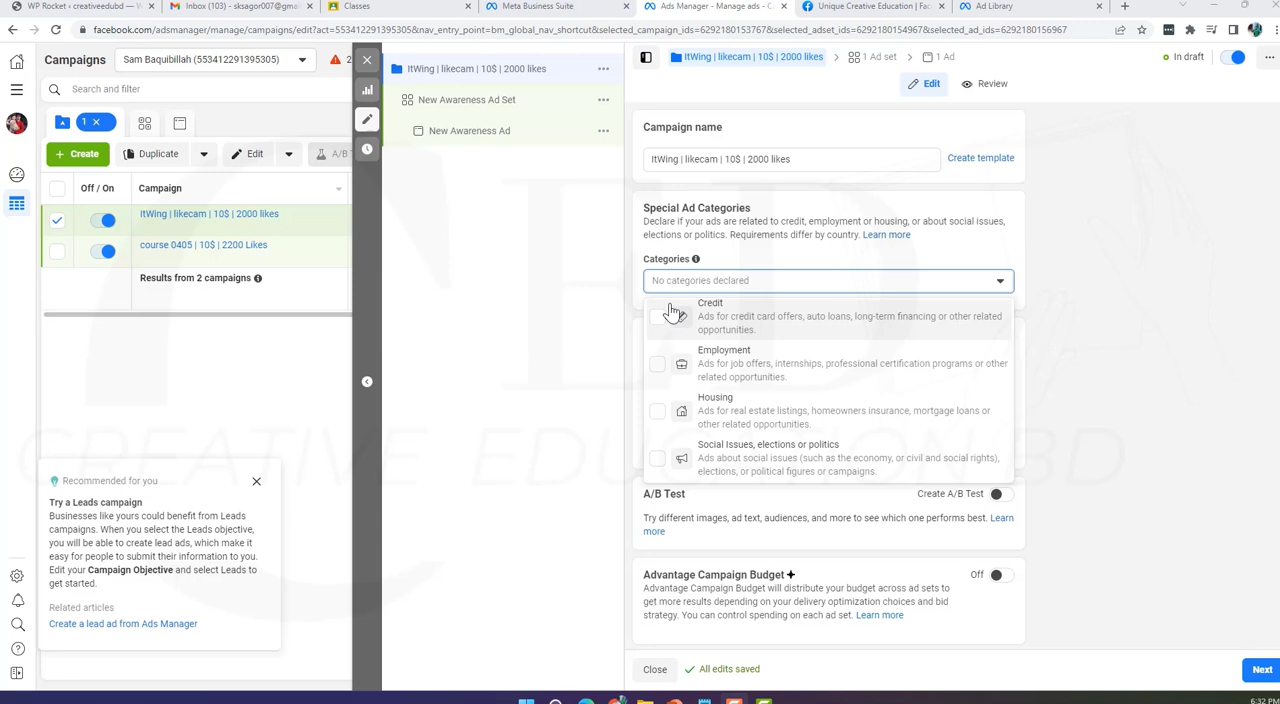 WP Rocket ‹ creativeedubd —
Inbox (103) - sksagor007@gmai
Classes
Meta Business Suite
Ads Manager - Manage ads - C
Unique Creative Education | Fac
Ad Library
facebook.com/adsmanager/manage/campaigns/edit?act=553412291395305&nav_entry_point=bm_global_nav_shortcut&selected_campaign_ids=6292181153767&selected_adset_ids=6292180154967&selected_ad_ids=6292180156967
Campaigns
Sam Baquibillah (553412291395305)
2
Search and filter
1
Create
Duplicate
Edit
A/B T
Off / On
Campaign
ItWing | likecam | 10$ | 2000 likes
course 0405 | 10$ | 2200 Likes
Results from 2 campaigns
Recommended for you
Try a Leads campaign
Businesses like yours could benefit from Leads
campaigns. When you select the Leads objective,
you will be able to create lead ads, which make it
easy for people to submit their information to you.
Edit your Campaign Objective and select Leads to
get started.
Related articles
Create a lead ad from Ads Manager
ItWing | likecam | 10$ | 2000 likes
New Awareness Ad Set
New Awareness Ad
ItWing | likecam | 10$ | 2000 likes
1 Ad set
1 Ad
In draft
Edit
Review
Campaign name
ItWing | likecam | 10$ | 2000 likes
Create template
Special Ad Categories
Declare if your ads are related to credit, employment or housing, or about social issues,
elections or politics. Requirements differ by country. Learn more
Categories
No categories declared
Credit
Ads for credit card offers, auto loans, long-term financing or other related
opportunities.
Employment
Ads for job offers, internships, professional certification programs or other
related opportunities.
Housing
Ads for real estate listings, homeowners insurance, mortgage loans or
other related opportunities.
Social Issues, elections or politics
Ads about social issues (such as the economy, or civil and social rights),
elections, or political figures or campaigns.
A/B Test
Create A/B Test
Try different images, ad text, audiences, and more to see which one performs best. Learn
more
Advantage Campaign Budget
Off
Advantage Campaign Budget will distribute your budget across ad sets to
get more results depending on your delivery optimization choices and bid
strategy. You can control spending on each ad set. Learn more
Close
All edits saved
Next
CREATIVE EDUCATION BD
6:32 PM